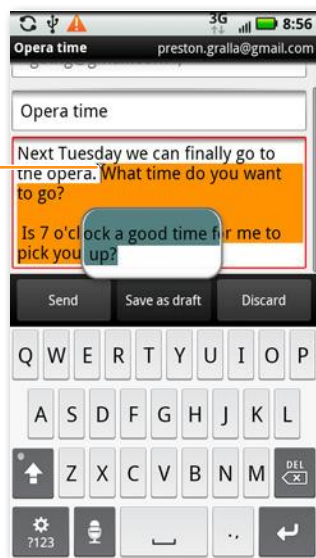 3G 8:56
Opera time preston.gralla@gmail.com
Opera time
Next Tuesday we can finally go to
the opera. What time do you want
to go?
Is 7 o'clock a good time for me to
pick you up?
Send Save as draft Discard
Q W E R T Y U I O P
A S D F G H J K L
Z X C V B N M DEL
?123 .,